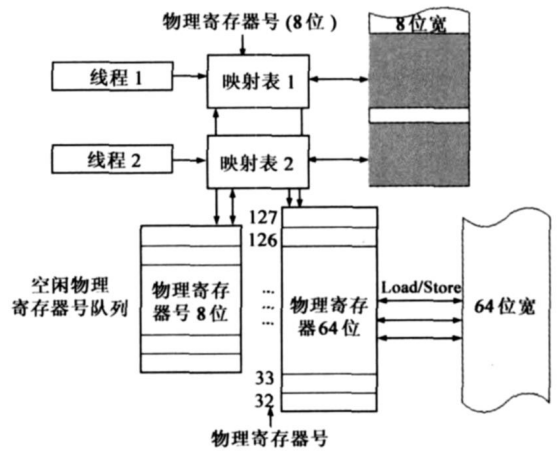 物理寄存器号 (8位)
8位宽
线程 1
映射表 1
线程 2
映射表 2
127
126
空闲物理
寄存器号队列
物理寄存
器号 8位
...
...
...
物理寄存
器64位
Load/Store
64位宽
33
32
物理寄存器号